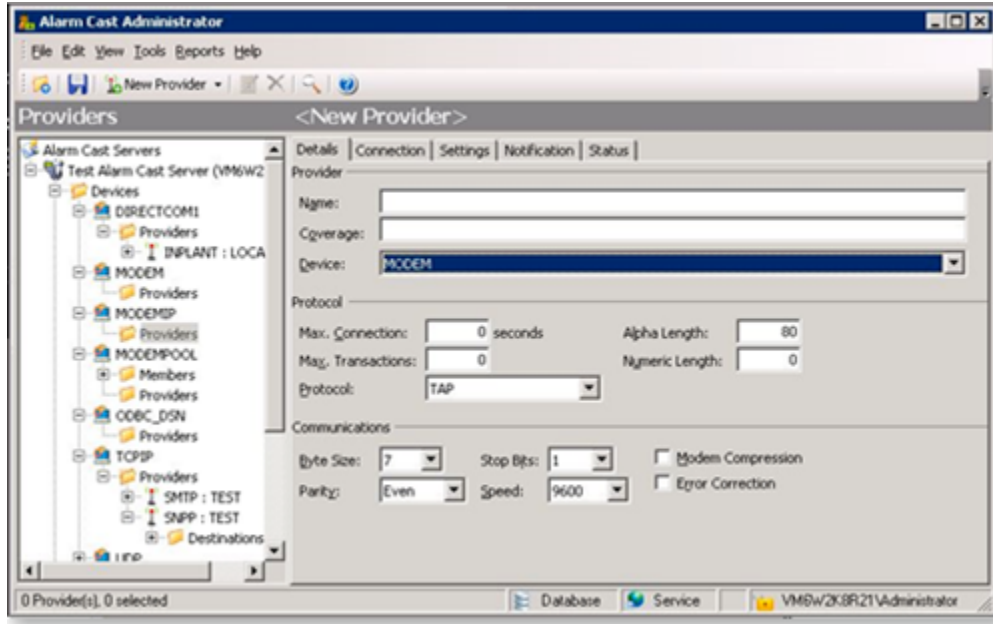 Alarm Cast Administrator
File Edit View Tools Reports Help
New Provider
Providers
<New Provider>
Alarm Cast Servers
Test Alarm Cast Server (VM6W2
Devices
DIRECTCOM1
Providers
INPLANT : LOCA
MODEM
Providers
MODEMIP
Providers
MODEMPOOL
Members
Providers
ODBC_DSN
Providers
TCPIP
Providers
SMTP : TEST
SNPP : TEST
Destinations
UDP
Details Connection Settings Notification Status
Provider
Name:
Coverage:
Device: MODEM
Protocol
Max. Connection: 0 seconds Alpha Length: 80
Max. Transactions: 0 Numeric Length: 0
Protocol: TAP
Communications
Byte Size: 7 Stop Bits: 1 Modem Compression
Parity: Even Speed: 9600 Error Correction
0 Provider(s), 0 selected Database Service VM6W2K8R21\Administrator